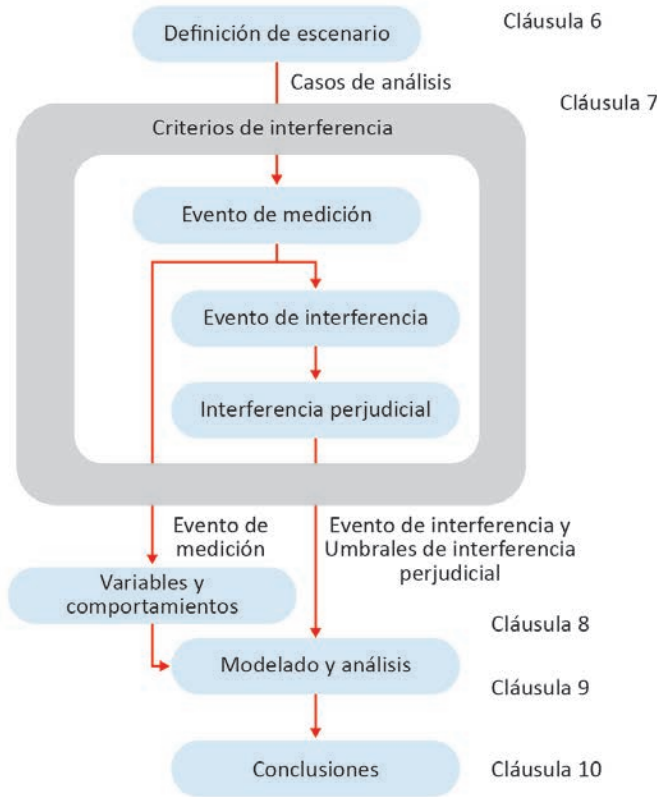 Definición de escenario
Cláusula 6
Casos de análisis
Cláusula 7
Criterios de interferencia
Evento de medición
Evento de interferencia
Interferencia perjudicial
Evento de
medición
Evento de interferencia y
Umbrales de interferencia
perjudicial
Variables y
comportamientos
Cláusula 8
Modelado y análisis
Cláusula 9
Conclusiones
Cláusula 10